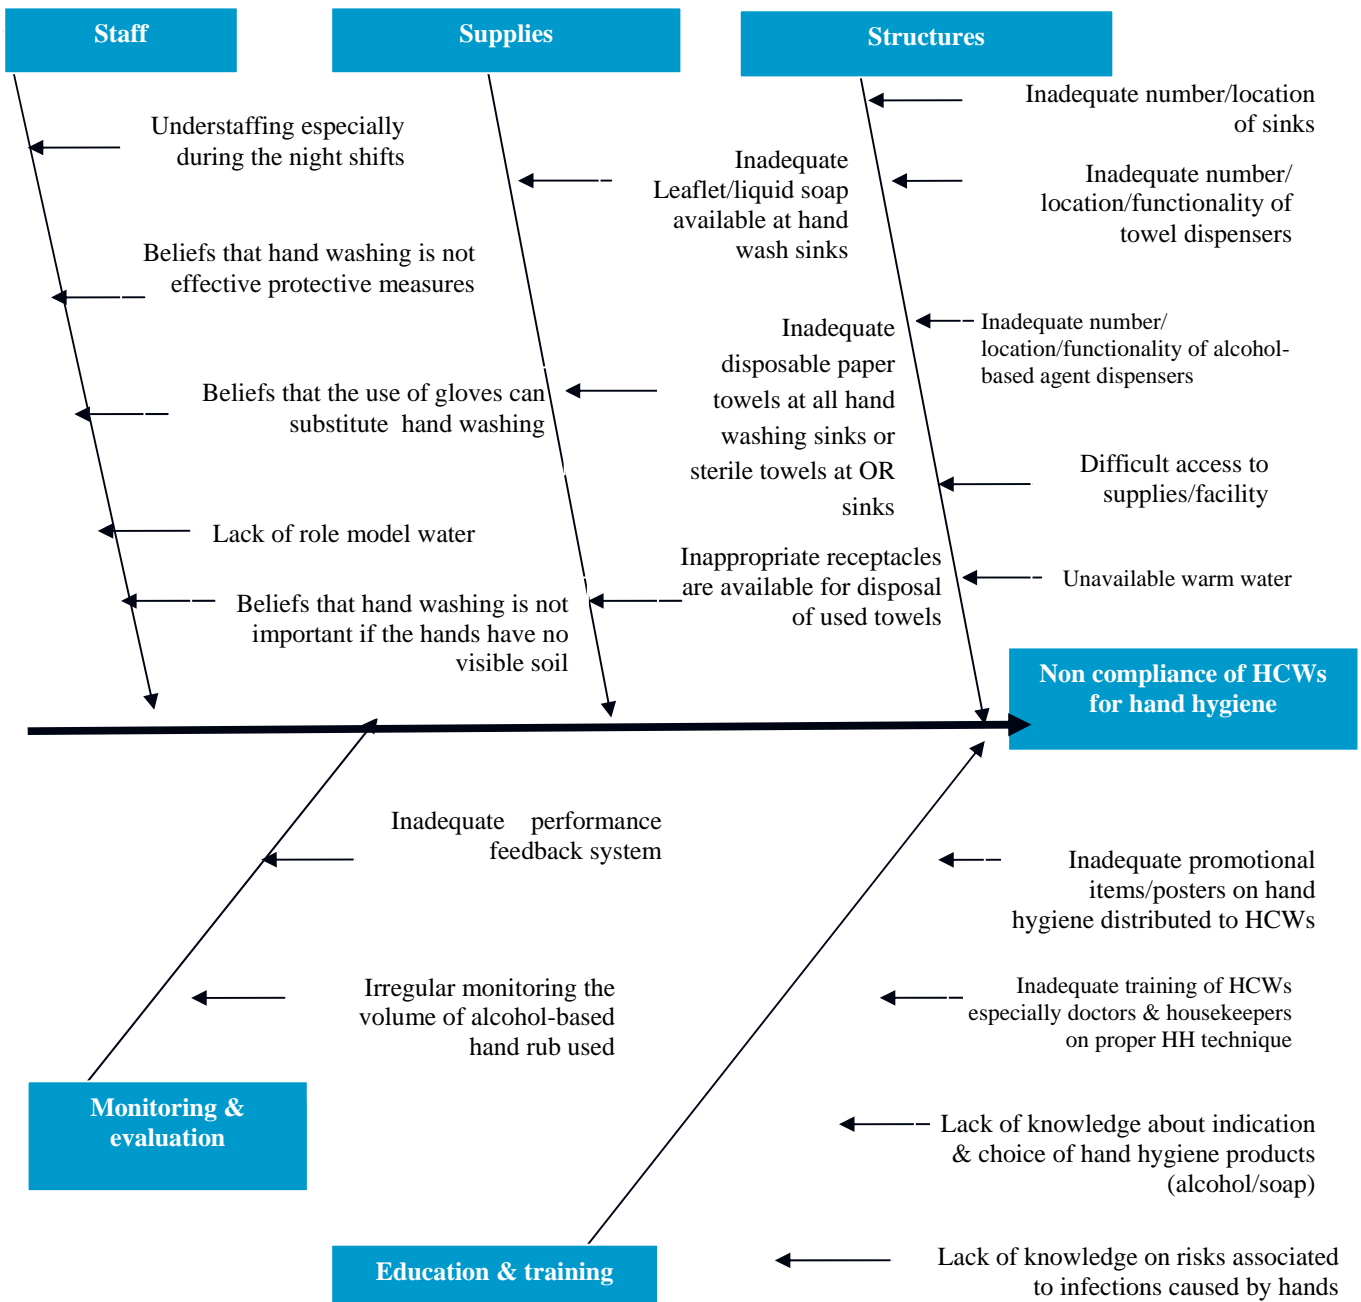 Staff
Understaffing especially
during the night shifts
Beliefs that hand washing is not
effective protective measures
Beliefs that the use of gloves can
substitute hand washing
Lack of role model water
Beliefs that hand washing is not
important if the hands have no
visible soil
Supplies
Inadequate
Leaflet/liquid soap
available at hand
wash sinks
Inadequate
disposable paper
towels at all hand
washing sinks or
sterile towels at OR
sinks
Inappropriate receptacles
are available for disposal
of used towels
Structures
Inadequate number/location
of sinks
Inadequate number/
location/functionality of
towel dispensers
Inadequate number/
location/functionality of alcohol-
based agent dispensers
Difficult access to
supplies/facility
Unavailable warm water
Non compliance of HCWs
for hand hygiene
Inadequate performance
feedback system
Irregular monitoring the
volume of alcohol-based
hand rub used
Monitoring &
evaluation
Inadequate promotional
items/posters on hand
hygiene distributed to HCWs
Inadequate training of HCWs
especially doctors & housekeepers
on proper HH technique
Lack of knowledge about indication
& choice of hand hygiene products
(alcohol/soap)
Lack of knowledge on risks associated
to infections caused by hands
Education & training